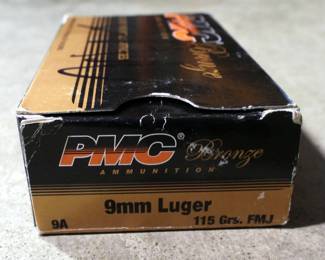 PMC® Bronze
AMMUNITION
9mm Luger
9A 115 Grs. FMJ